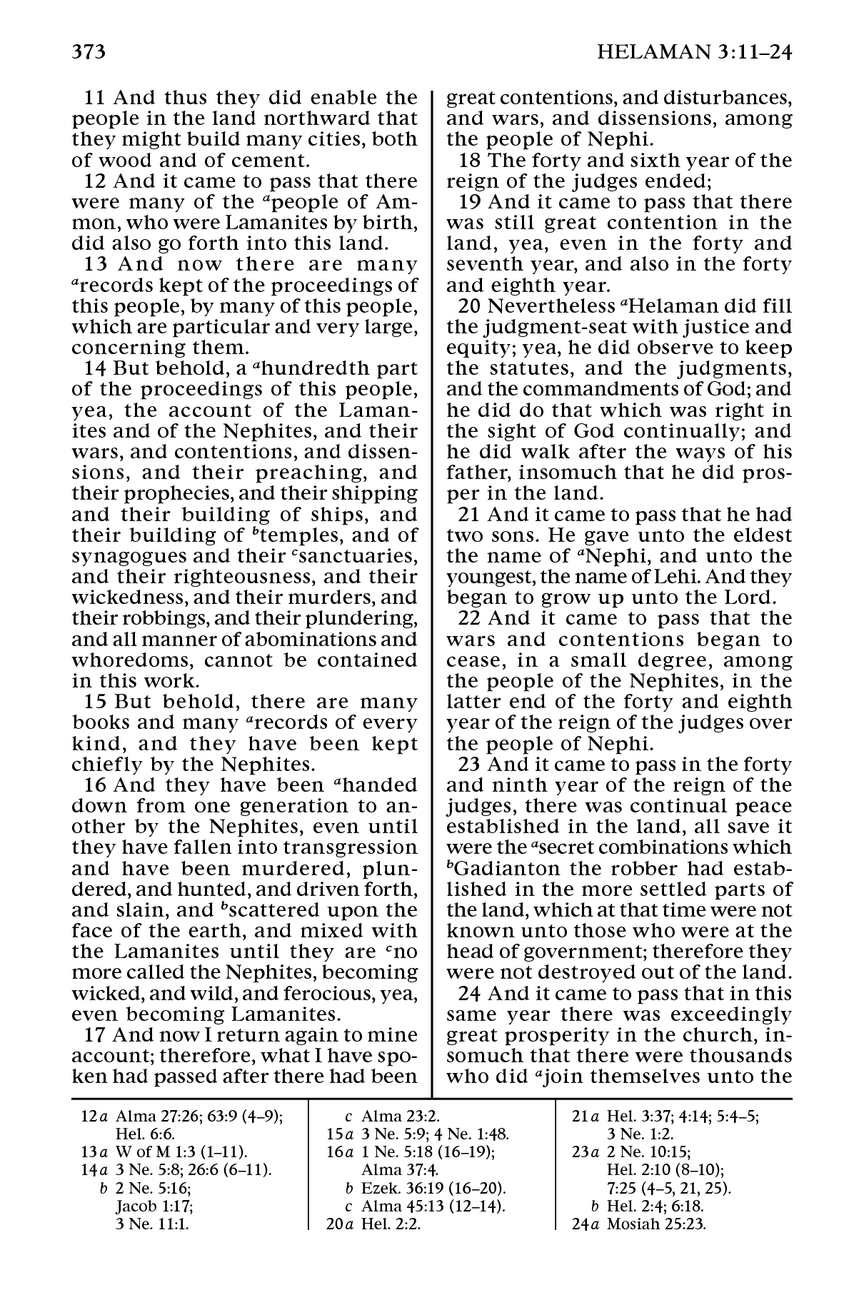 373
HELAMAN 3:11–24
11 And thus they did enable the
people in the land northward that
they might build many cities, both
of wood and of cement.
12 And it came to pass that there
were many of the apeople of Am-
mon, who were Lamanites by birth,
did also go forth into this land.
13 And now there are many
arecords kept of the proceedings of
this people, by many of this people,
which are particular and very large,
concerning them.
14 But behold, a ahundredth part
of the proceedings of this people,
yea, the account of the Laman-
ites and of the Nephites, and their
wars, and contentions, and dissen-
sions, and their preaching, and
their prophecies, and their shipping
and their building of ships, and
their building of btemples, and of
synagogues and their csanctuaries,
and their righteousness, and their
wickedness, and their murders, and
their robbings, and their plundering,
and all manner of abominations and
whoredoms, cannot be contained
in this work.
15 But behold, there are many
books and many arecords of every
kind, and they have been kept
chiefly by the Nephites.
16 And they have been ahanded
down from one generation to an-
other by the Nephites, even until
they have fallen into transgression
and have been murdered, plun-
dered, and hunted, and driven forth,
and slain, and bscattered upon the
face of the earth, and mixed with
the Lamanites until they are cno
more called the Nephites, becoming
wicked, and wild, and ferocious, yea,
even becoming Lamanites.
17 And now I return again to mine
account; therefore, what I have spo-
ken had passed after there had been
great contentions, and disturbances,
and wars, and dissensions, among
the people of Nephi.
18 The forty and sixth year of the
reign of the judges ended;
19 And it came to pass that there
was still great contention in the
land, yea, even in the forty and
seventh year, and also in the forty
and eighth year.
20 Nevertheless aHelaman did fill
the judgment-seat with justice and
equity; yea, he did observe to keep
the statutes, and the judgments,
and the commandments of God; and
he did do that which was right in
the sight of God continually; and
he did walk after the ways of his
father, insomuch that he did pros-
per in the land.
21 And it came to pass that he had
two sons. He gave unto the eldest
the name of aNephi, and unto the
youngest, the name of Lehi. And they
began to grow up unto the Lord.
22 And it came to pass that the
wars and contentions began to
cease, in a small degree, among
the people of the Nephites, in the
latter end of the forty and eighth
year of the reign of the judges over
the people of Nephi.
23 And it came to pass in the forty
and ninth year of the reign of the
judges, there was continual peace
established in the land, all save it
were the asecret combinations which
bGadianton the robber had estab-
lished in the more settled parts of
the land, which at that time were not
known unto those who were at the
head of government; therefore they
were not destroyed out of the land.
24 And it came to pass that in this
same year there was exceedingly
great prosperity in the church, in-
somuch that there were thousands
who did ajoin themselves unto the
12a Alma 27:26; 63:9 (4–9);
Hel. 6:6.
13a W of M 1:3 (1–11).
14a 3 Ne. 5:8; 26:6 (6–11).
b 2 Ne. 5:16;
Jacob 1:17;
3 Ne. 11:1.
c Alma 23:2.
15a 3 Ne. 5:9; 4 Ne. 1:48.
16a 1 Ne. 5:18 (16–19);
Alma 37:4.
b Ezek. 36:19 (16–20).
c Alma 45:13 (12–14).
20a Hel. 2:2.
21a Hel. 3:37; 4:14; 5:4–5;
3 Ne. 1:2.
23a 2 Ne. 10:15;
Hel. 2:10 (8–10);
7:25 (4–5, 21, 25).
b Hel. 2:4; 6:18.
24a Mosiah 25:23.